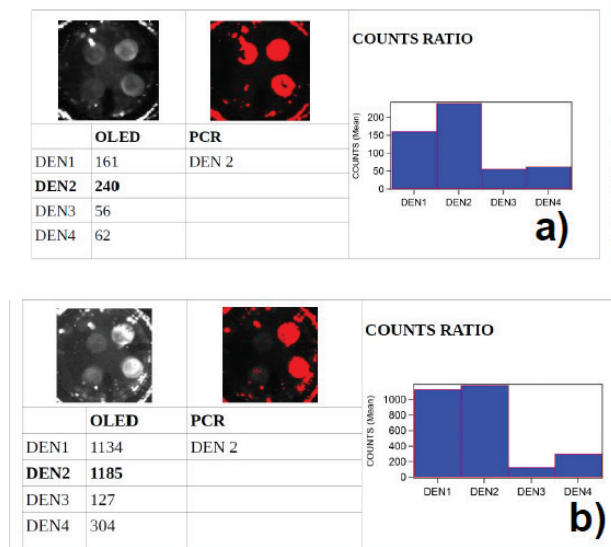 COUNTS RATIO
OLED PCR
DEN1 161 DEN 2
DEN2 240
DEN3 56
DEN4 62
COUNTS (Mean)
200
150
100
50
0
DEN1 DEN2 DEN3 DEN4
a)
COUNTS RATIO
OLED PCR
DEN1 1134 DEN 2
DEN2 1185
DEN3 127
DEN4 304
COUNTS (Mean)
1000
800
600
400
200
0
DEN1 DEN2 DEN3 DEN4
b)